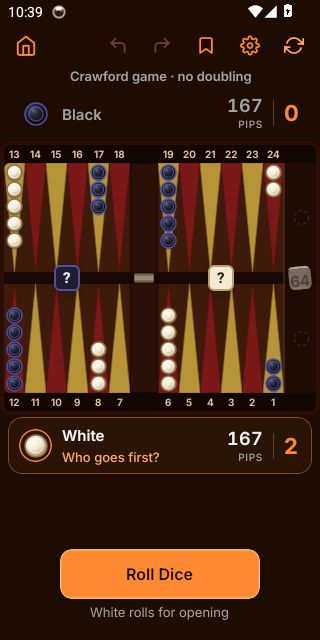 10:39
Crawford game · no doubling
Black
167
PIPS
0
13 14 15 16 17 18 19 20 21 22 23 24
? ?
64
12 11 10 9 8 7 6 5 4 3 2 1
White
Who goes first?
167
PIPS
2
Roll Dice
White rolls for opening